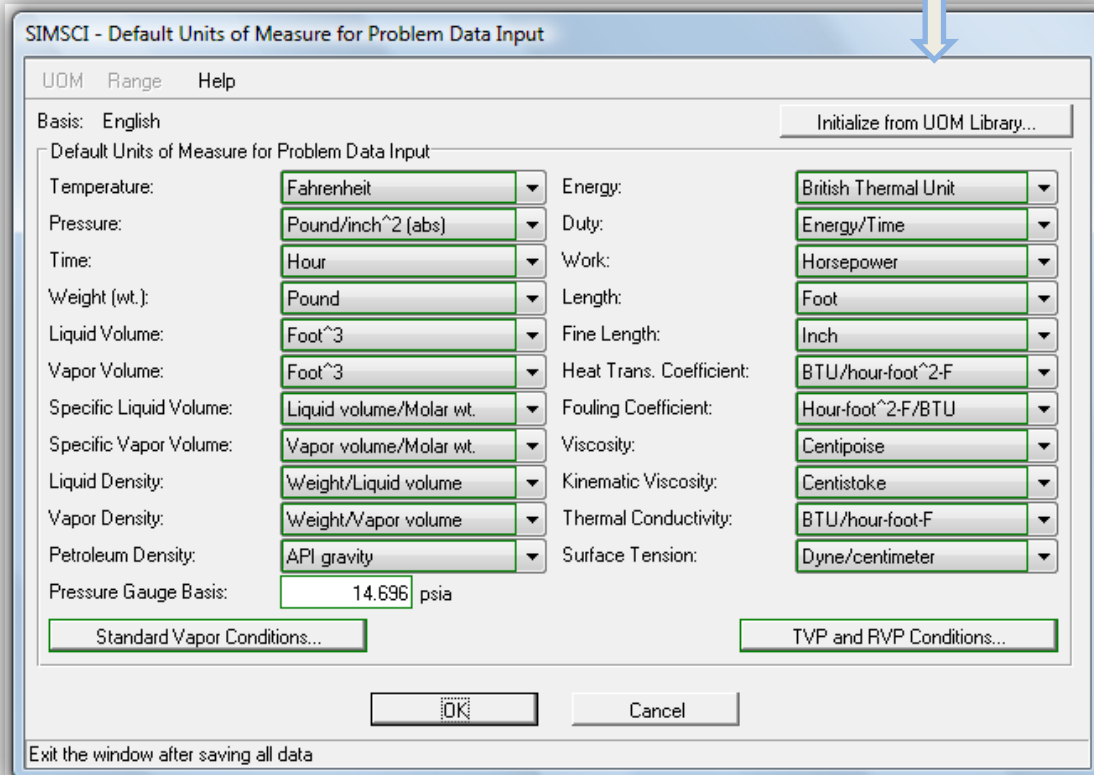 SIMSCI - Default Units of Measure for Problem Data Input
UOM Range Help
Basis: English
Initialize from UOM Library...
Default Units of Measure for Problem Data Input
Temperature: Fahrenheit Energy: British Thermal Unit
Pressure: Pound/inch^2 (abs) Duty: Energy/Time
Time: Hour Work: Horsepower
Weight (wt.): Pound Length: Foot
Liquid Volume: Foot^3 Fine Length: Inch
Vapor Volume: Foot^3 Heat Trans. Coefficient: BTU/hour-foot^2-F
Specific Liquid Volume: Liquid volume/Molar wt. Fouling Coefficient: Hour-foot^2-F/BTU
Specific Vapor Volume: Vapor volume/Molar wt. Viscosity: Centipoise
Liquid Density: Weight/Liquid volume Kinematic Viscosity: Centistoke
Vapor Density: Weight/Vapor volume Thermal Conductivity: BTU/hour-foot-F
Petroleum Density: API gravity Surface Tension: Dyne/centimeter
Pressure Gauge Basis: 14.696 psia
Standard Vapor Conditions... TVP and RVP Conditions...
OK Cancel
Exit the window after saving all data